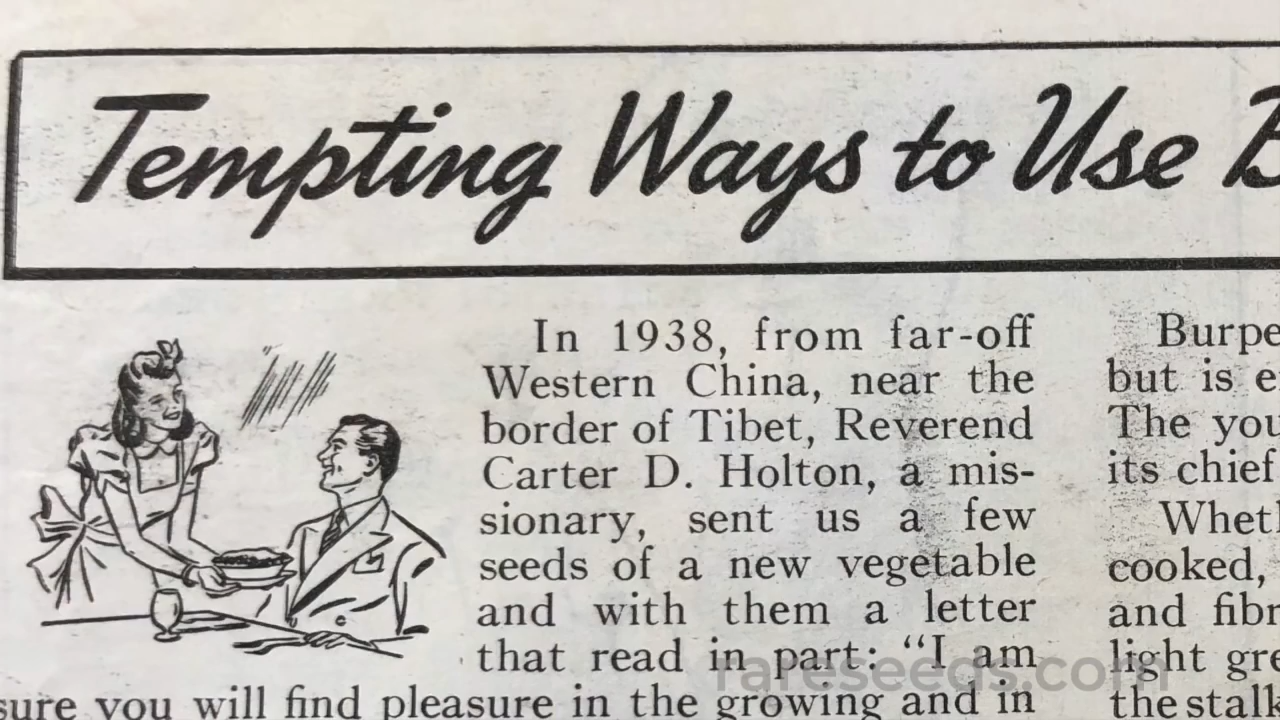 Tempting Ways to Use B
In 1938, from far-off
Western China, near the
border of Tibet, Reverend
Carter D. Holton, a mis-
sionary, sent us a few
seeds of a new vegetable
and with them a letter
that read in part: “I am
sure you will find pleasure in the growing and in
Burpe
but is e
The you
its chief
Wheth
cooked,
and fibr
light gre
the stalk
rareseeds.com